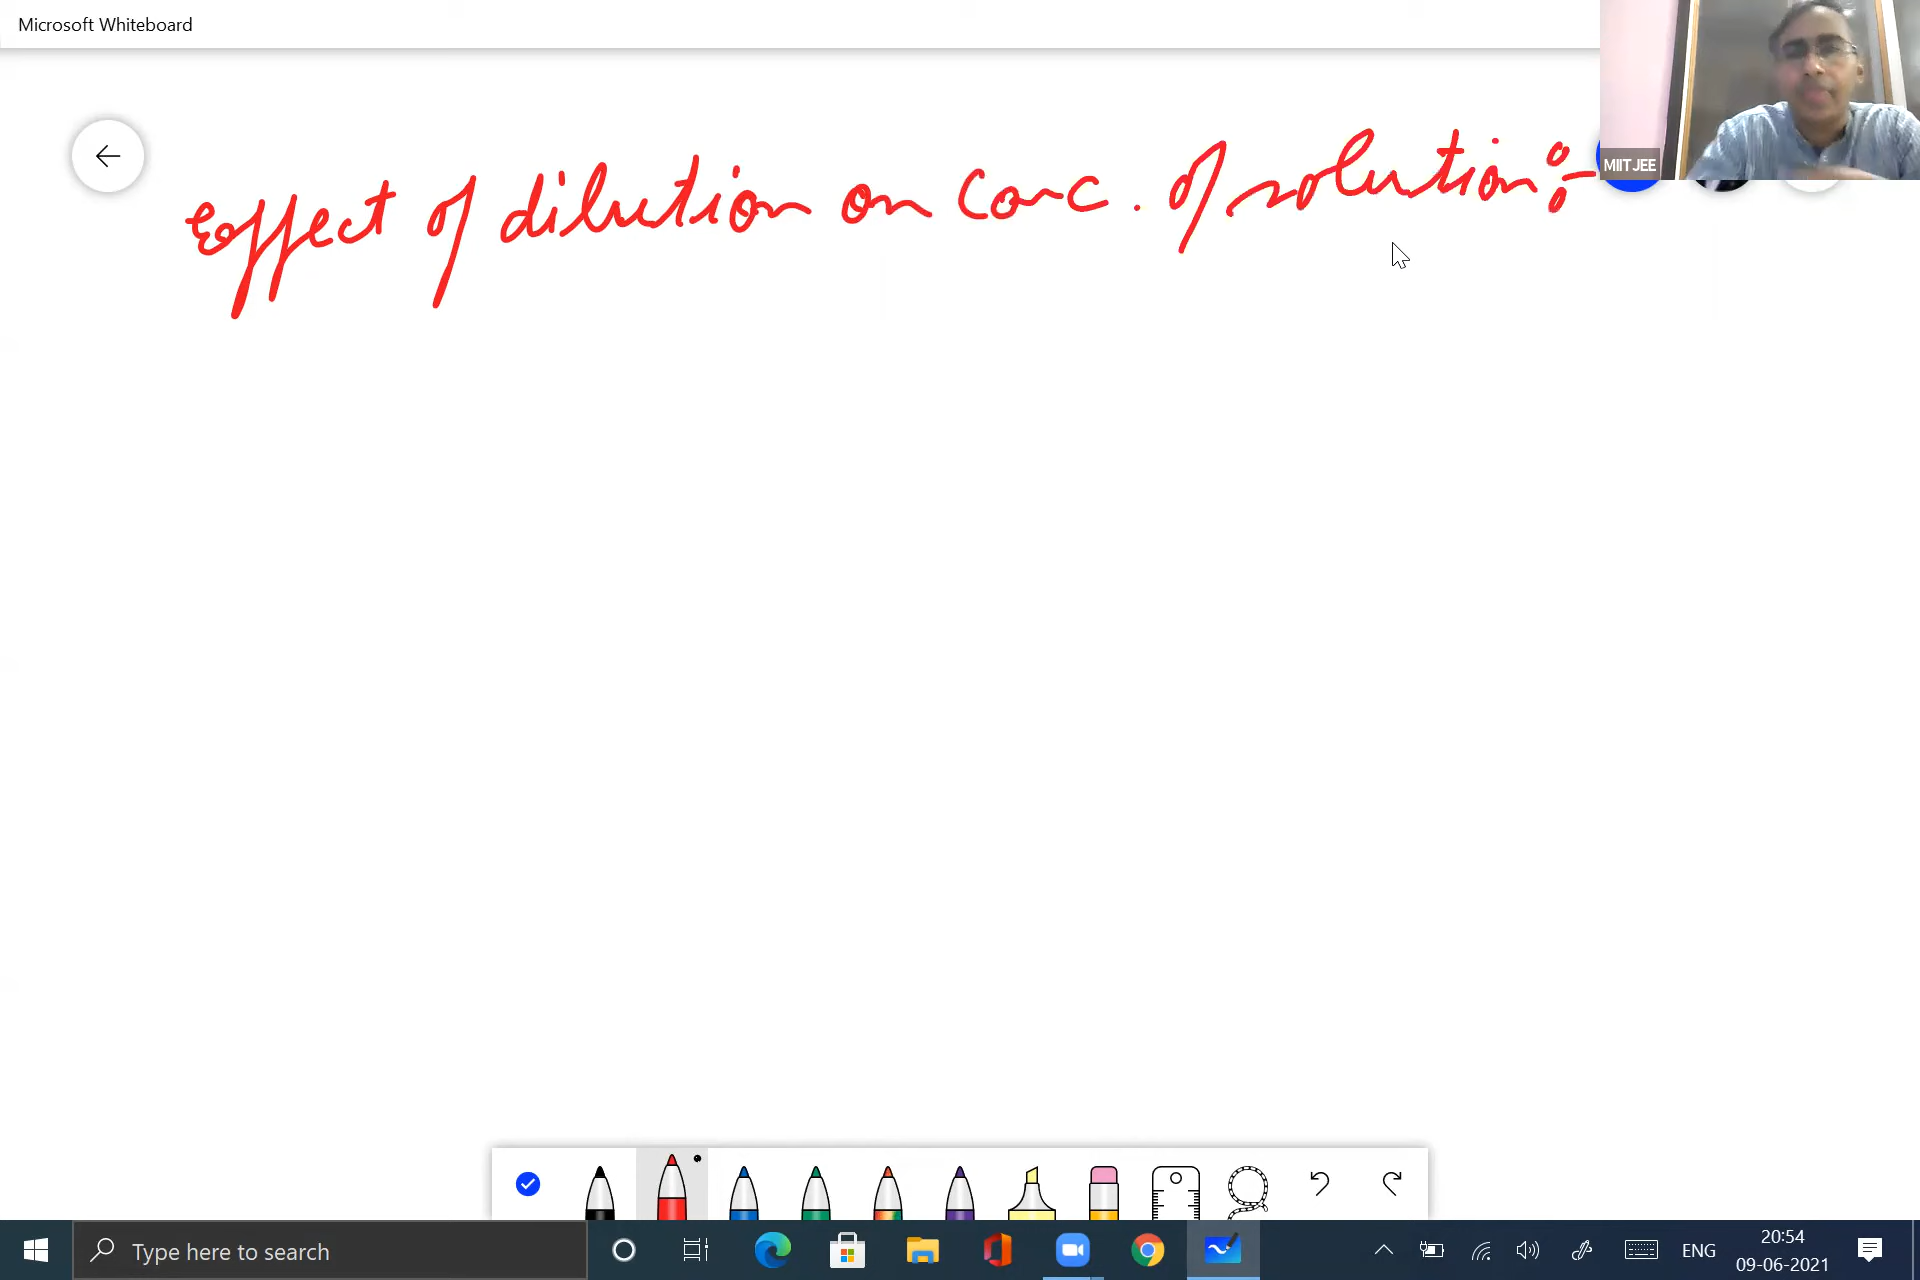 Microsoft Whiteboard
Effect of dilution on conc. of solution:-
MIIT JEE
Type here to search
ENG
20:54
09-06-2021